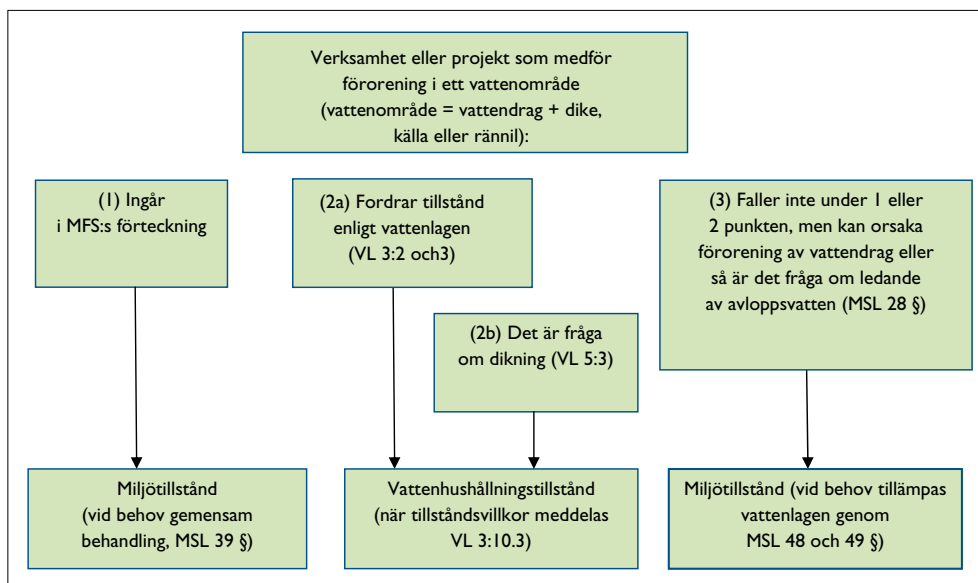 Verksamhet eller projekt som medför
förorening i ett vattenområde
(vattenområde = vattendrag + dike,
källa eller rännil):
(1) Ingår
i MFS:s förteckning
(2a) Fordrar tillstånd
enligt vattenlagen
(VL 3:2 och3)
(3) Faller inte under 1 eller
2 punkten, men kan orsaka
förorening av vattendrag eller
så är det fråga om ledande
av avloppsvatten (MSL 28 §)
(2b) Det är fråga
om dikning (VL 5:3)
Miljötillstånd
(vid behov gemensam
behandling, MSL 39 §)
Vattenhushållningstillstånd
(när tillståndsvillkor meddelas
VL 3:10.3)
Miljötillstånd (vid behov tillämpas
vattenlagen genom
MSL 48 och 49 §)